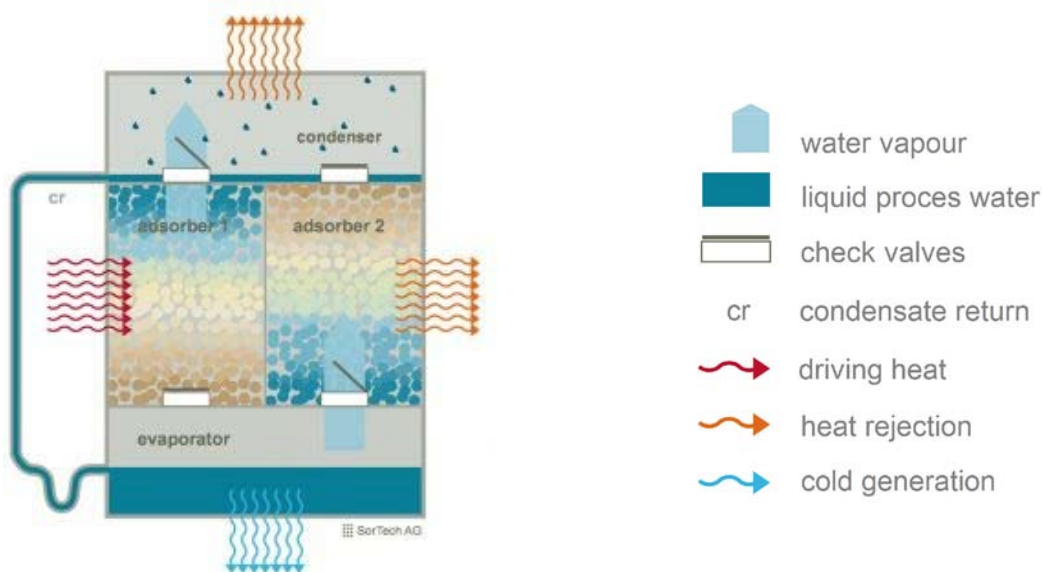 condenser
cr
adsorber 1
adsorber 2
evaporator
SorTech AG
water vapour
liquid proces water
check valves
cr
condensate return
driving heat
heat rejection
cold generation